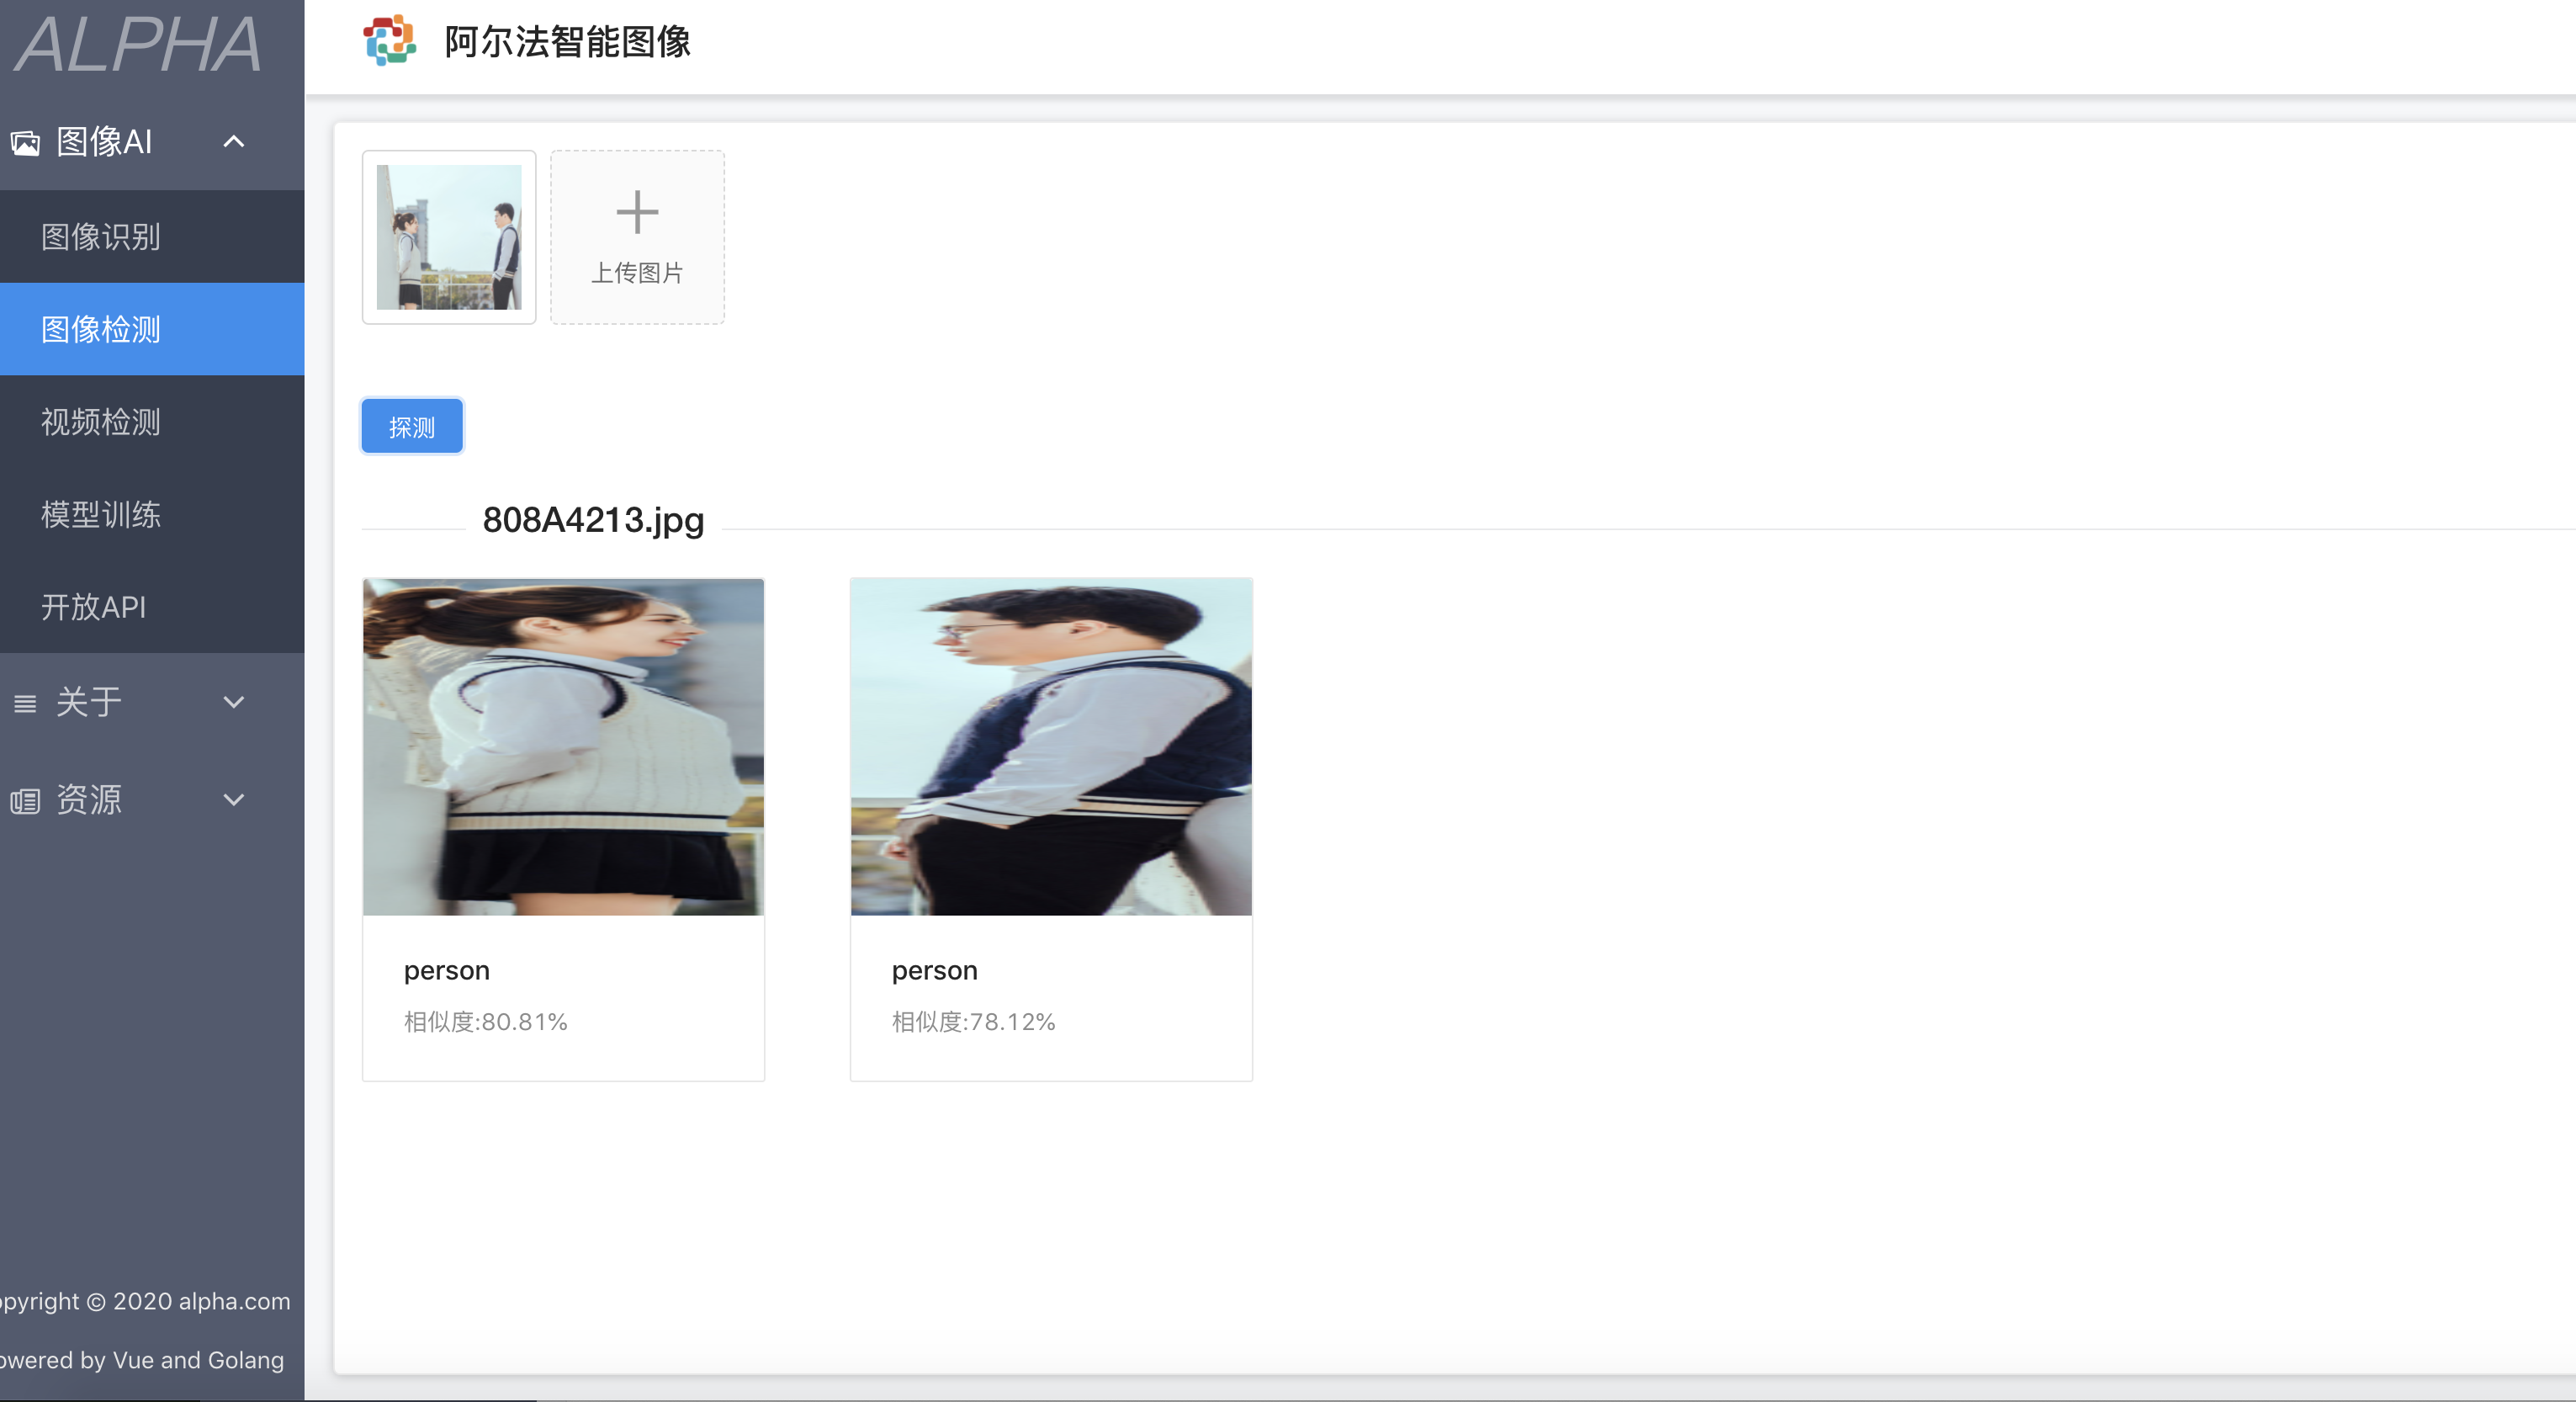 ALPHA
阿尔法智能图像
图像AI
图像识别
图像检测
视频检测
模型训练
开放API
关于
资源
上传图片
探测
808A4213.jpg
person
相似度:80.81%
person
相似度:78.12%
opyright © 2020 alpha.com
owered by Vue and Golang